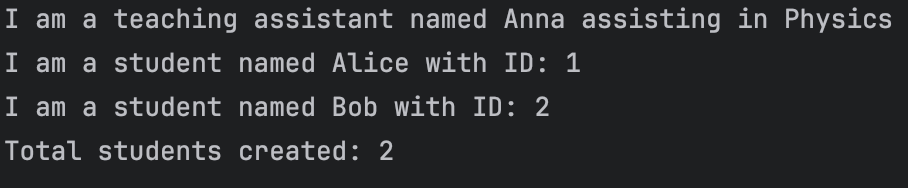 I am a teaching assistant named Anna assisting in Physics
I am a student named Alice with ID: 1
I am a student named Bob with ID: 2
Total students created: 2